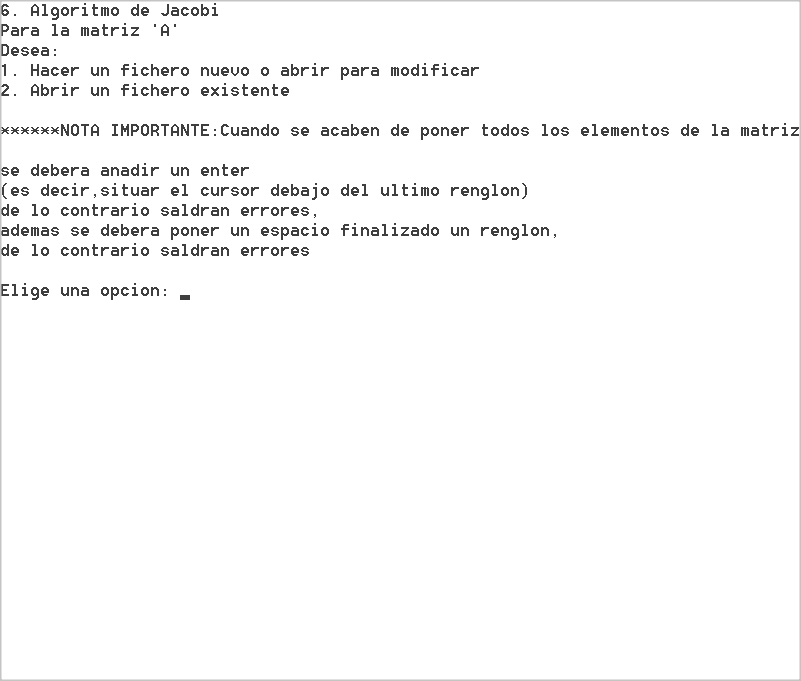 6. Algoritmo de Jacobi
Para la matriz 'A'
Desea:
1. Hacer un fichero nuevo o abrir para modificar
2. Abrir un fichero existente
******NOTA IMPORTANTE:Cuando se acaben de poner todos los elementos de la matriz
se debera anadir un enter
(es decir,situar el cursor debajo del ultimo renglon)
de lo contrario saldran errores,
ademas se debera poner un espacio finalizado un renglon,
de lo contrario saldran errores
Elige una opcion: _